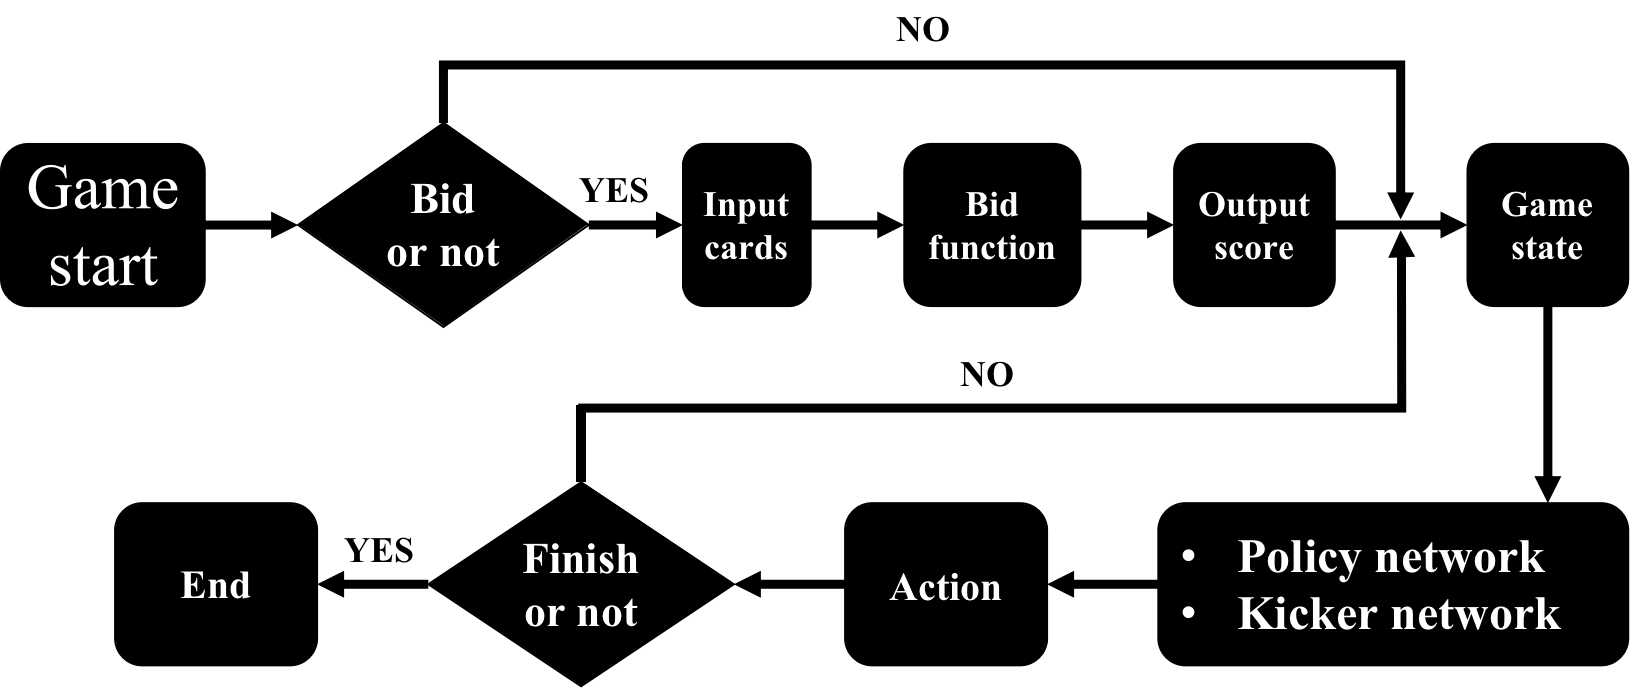 NO
Game
start
Bid
or not
YES
Input
cards
Bid
function
Output
score
Game
state
NO
End
YES
Finish
or not
Action
• Policy network
• Kicker network